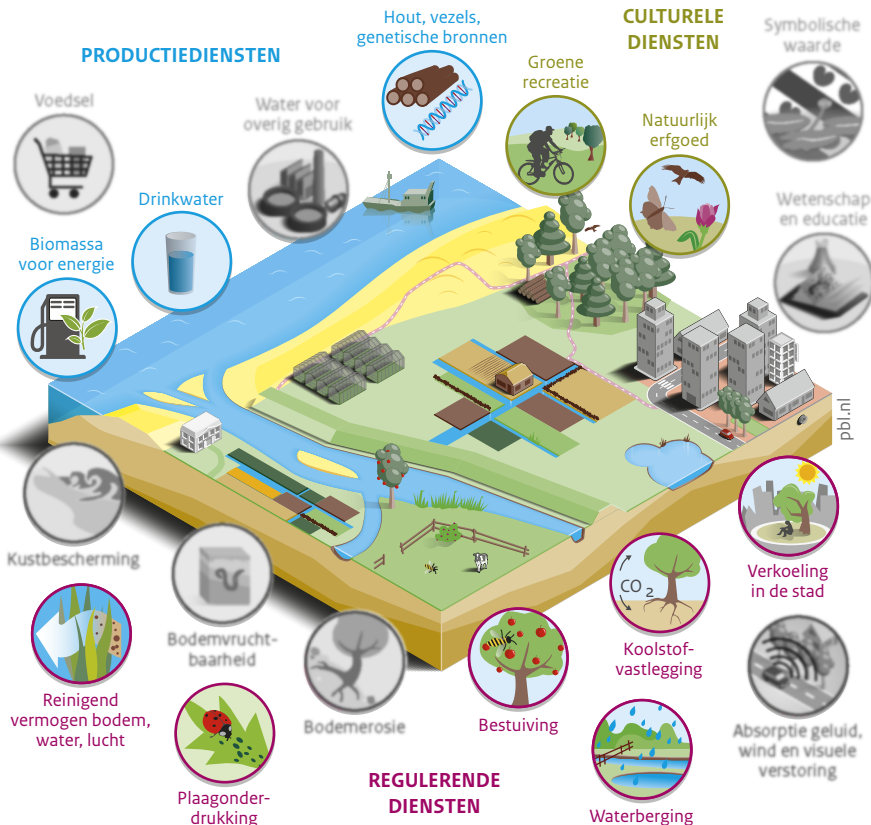 PRODUCTIEDIENSTEN
Hout, vezels,
genetische bronnen
CULTURELE
DIENSTEN
Symbolische
waarde
Voedsel
Water voor
overig gebruik
Groene
recreatie
Natuurlijk
erfgoed
Drinkwater
Wetenschap
en educatie
Biomassa
voor energie
pbl.nl
Kustbescherming
Bodemvrucht-
baarheid
CO2
Koolstof-
vastlegging
Verkoeling
in de stad
Reinigend
vermogen bodem,
water, lucht
Bodemerosie
Bestuiving
Absorptie geluid,
wind en visuele
verstoring
Plaagonder-
drukking
REGULERENDE
DIENSTEN
Waterberging